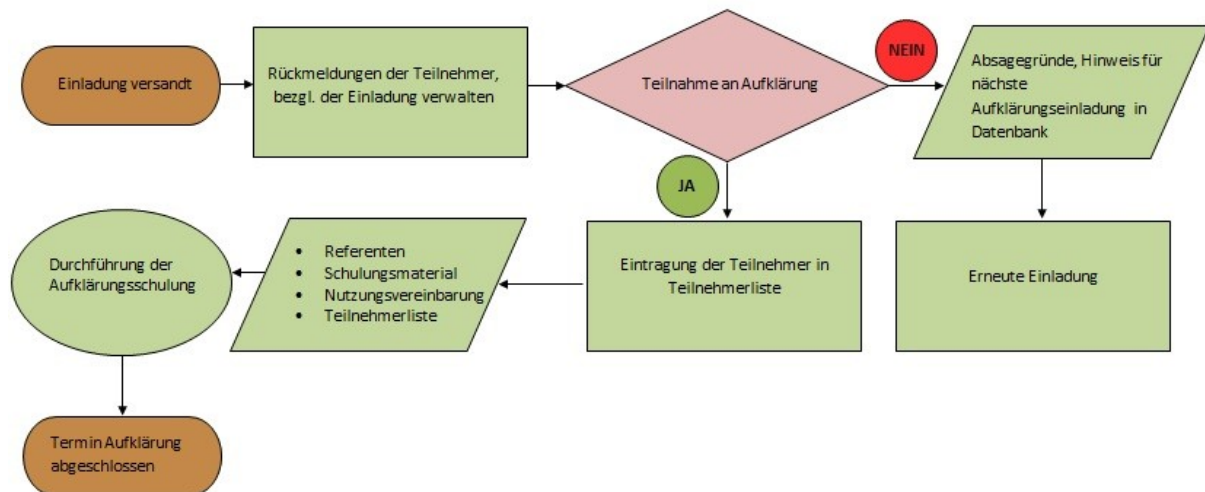 Einladung versandt
Rückmeldungen der Teilnehmer,
bezgl. der Einladung verwalten
Teilnahme an Aufklärung
NEIN
Absagegründe, Hinweis für
nächste
Aufklärungseinladung in
Datenbank
JA
Durchführung der
Aufklärungsschulung
• Referenten
• Schulungsmaterial
• Nutzungsvereinbarung
• Teilnehmerliste
Eintragung der Teilnehmer in
Teilnehmerliste
Erneute Einladung
Termin Aufklärung
abgeschlossen